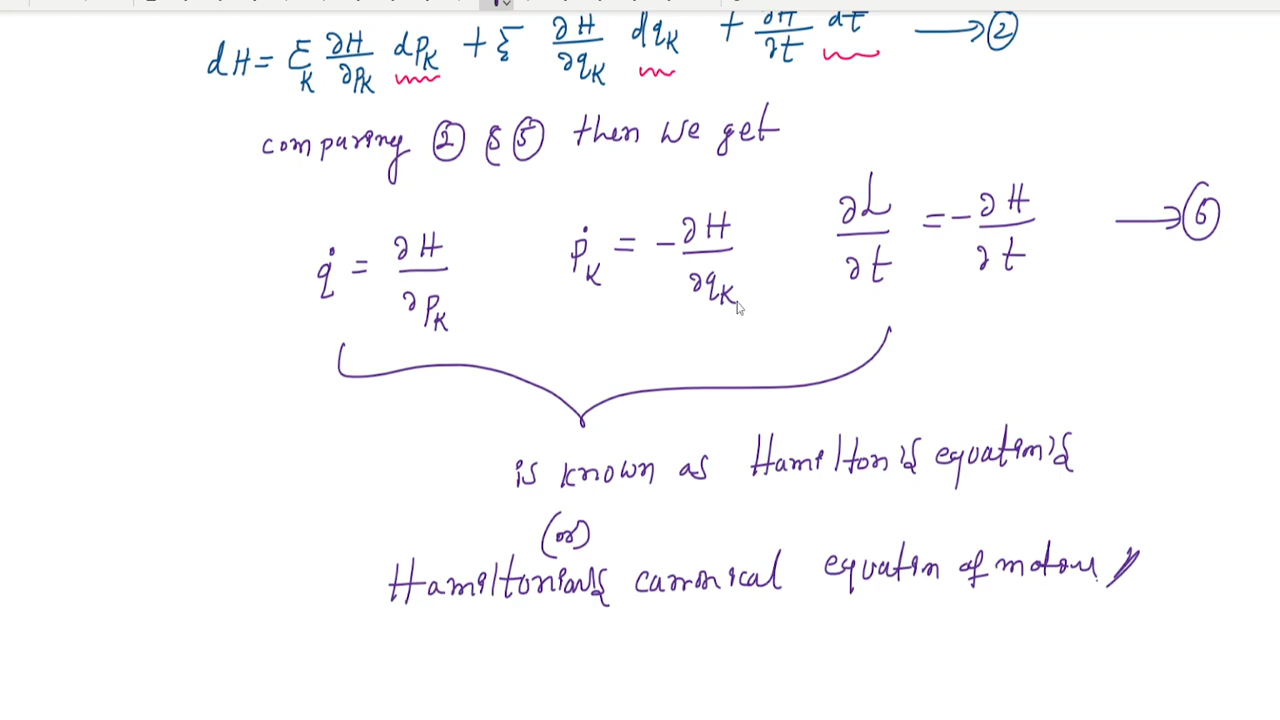 dH = Σ_K ∂H/∂p_K dp_K + Σ ∂H/∂q_K dq_K + ∂H/∂t dt → ②
comparing ② & ⑤ then we get
q̇ = ∂H/∂p_K ṗ_K = -∂H/∂q_K ∂L/∂t = -∂H/∂t → ⑥
is known as Hamilton's equation's
(or)
Hamiltonian's canonical equation of motion